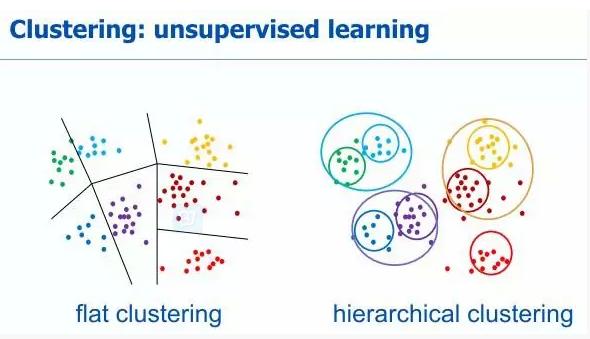 Clustering: unsupervised learning
flat clustering
hierarchical clustering